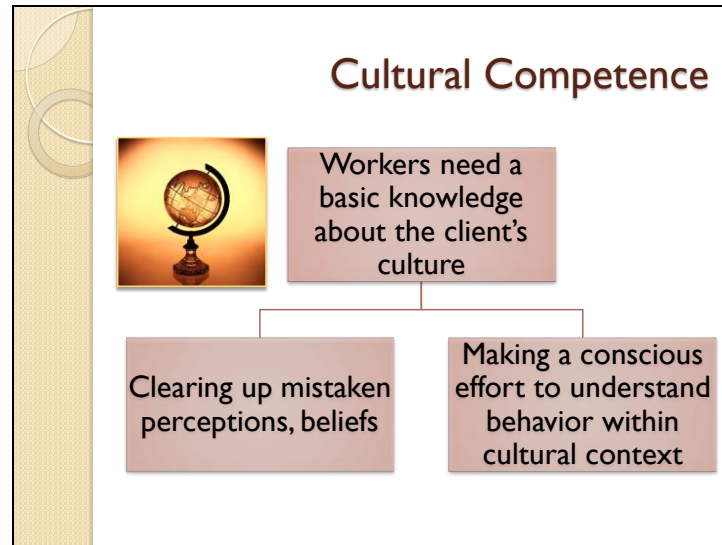 Cultural Competence
Workers need a
basic knowledge
about the client’s
culture
Clearing up mistaken
perceptions, beliefs
Making a conscious
effort to understand
behavior within
cultural context